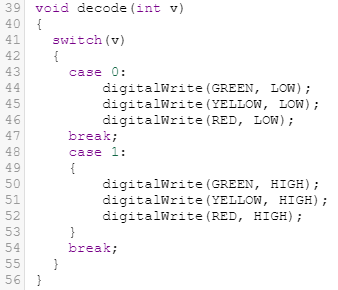 39 void decode(int v)
40 {
41   switch(v)
42   {
43     case 0:
44         digitalWrite(GREEN, LOW);
45         digitalWrite(YELLOW, LOW);
46         digitalWrite(RED, LOW);
47     break;
48     case 1:
49     {
50         digitalWrite(GREEN, HIGH);
51         digitalWrite(YELLOW, HIGH);
52         digitalWrite(RED, HIGH);
53     }
54     break;
55   }
56 }